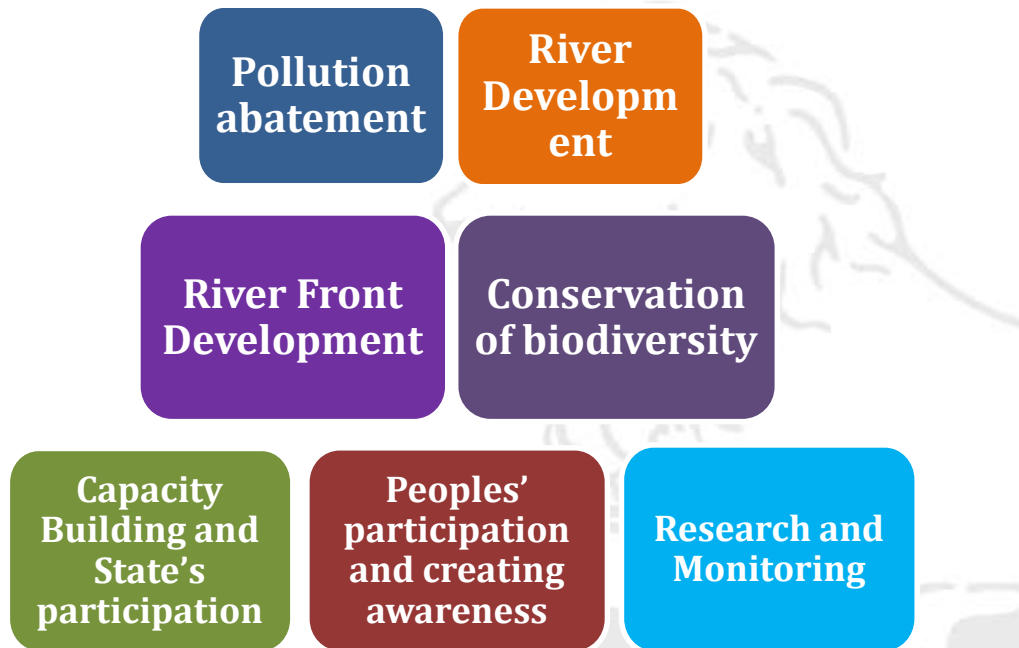 Pollution
abatement
River
Developm
ent
River Front
Development
Conservation
of biodiversity
Capacity
Building and
State’s
participation
Peoples’
participation
and creating
awareness
Research and
Monitoring